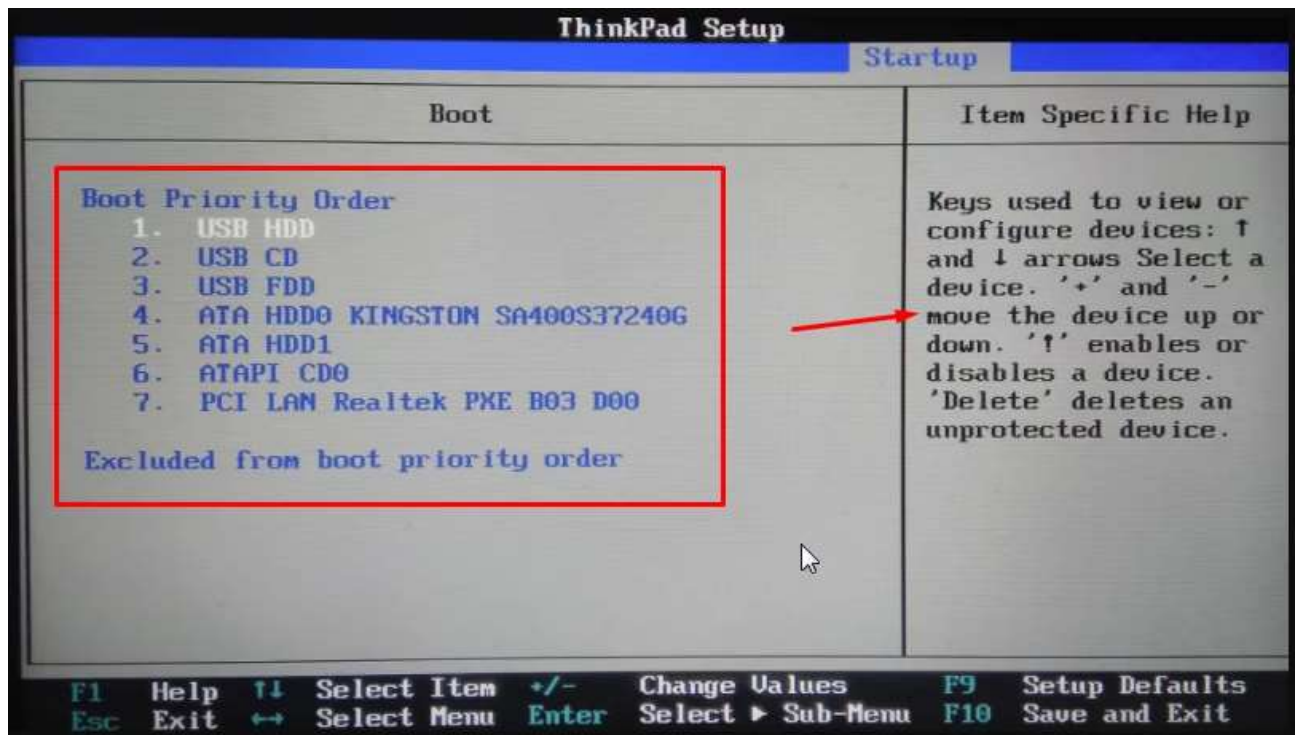 ThinkPad Setup
Startup
Boot
Item Specific Help
Boot Priority Order
1. USB HDD
2. USB CD
3. USB FDD
4. ATA HDD0 KINGSTON SA400S37240G
5. ATA HDD1
6. ATAPI CD0
7. PCI LAN Realtek PXE B03 D00
Excluded from boot priority order
Keys used to view or
configure devices: ↑
and ↓ arrows Select a
device. '+' and '-'
move the device up or
down. '!' enables or
disables a device.
'Delete' deletes an
unprotected device.
F1 Help ↑↓ Select Item +/- Change Values F9 Setup Defaults
Esc Exit ↔ Select Menu Enter Select ▶ Sub-Menu F10 Save and Exit